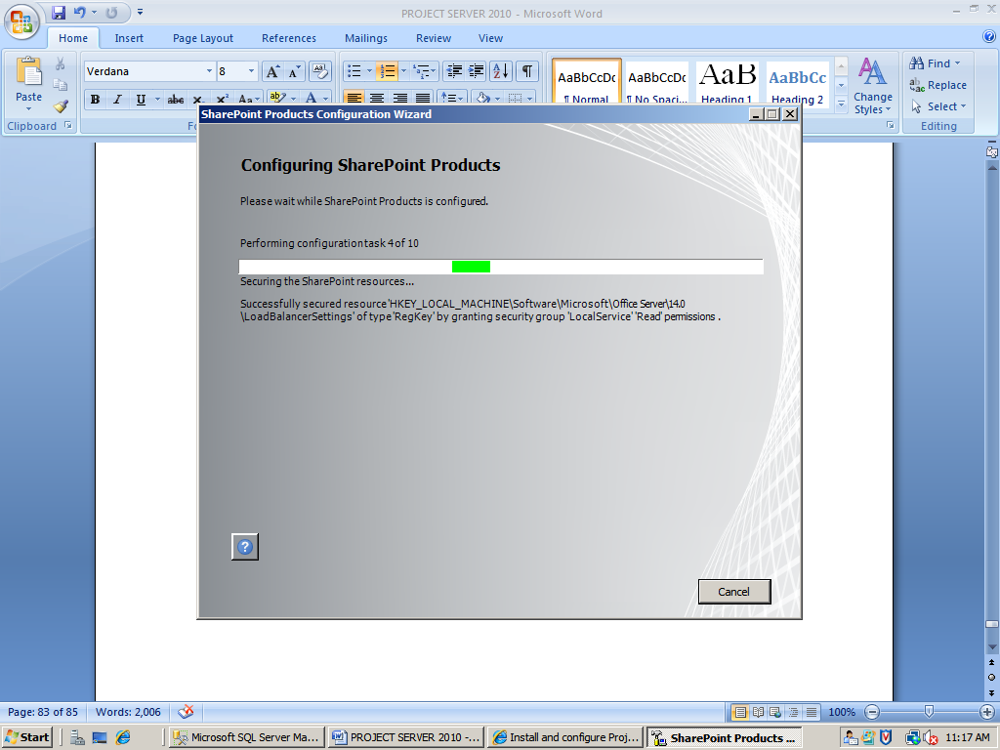 PROJECT SERVER 2010 - Microsoft Word
Home Insert Page Layout References Mailings Review View
Paste
Clipboard
Verdana 8
B I U abc x₂ x² Aa
AaBbCcDc AaBbCcDc AaB AaBbCc
¶ Normal ¶ No Spaci... Heading 1 Heading 2
Change
Styles
Find
Replace
Select
Editing
SharePoint Products Configuration Wizard
Configuring SharePoint Products
Please wait while SharePoint Products is configured.
Performing configuration task 4 of 10
Securing the SharePoint resources...
Successfully secured resource 'HKEY_LOCAL_MACHINE\Software\Microsoft\Office Server\14.0
\LoadBalancerSettings' of type 'RegKey' by granting security group 'LocalService' 'Read' permissions .
Cancel
Page: 83 of 85 Words: 2,006 100%
Start Microsoft SQL Server Ma... PROJECT SERVER 2010 -... Install and configure Proj... SharePoint Products ... 11:17 AM